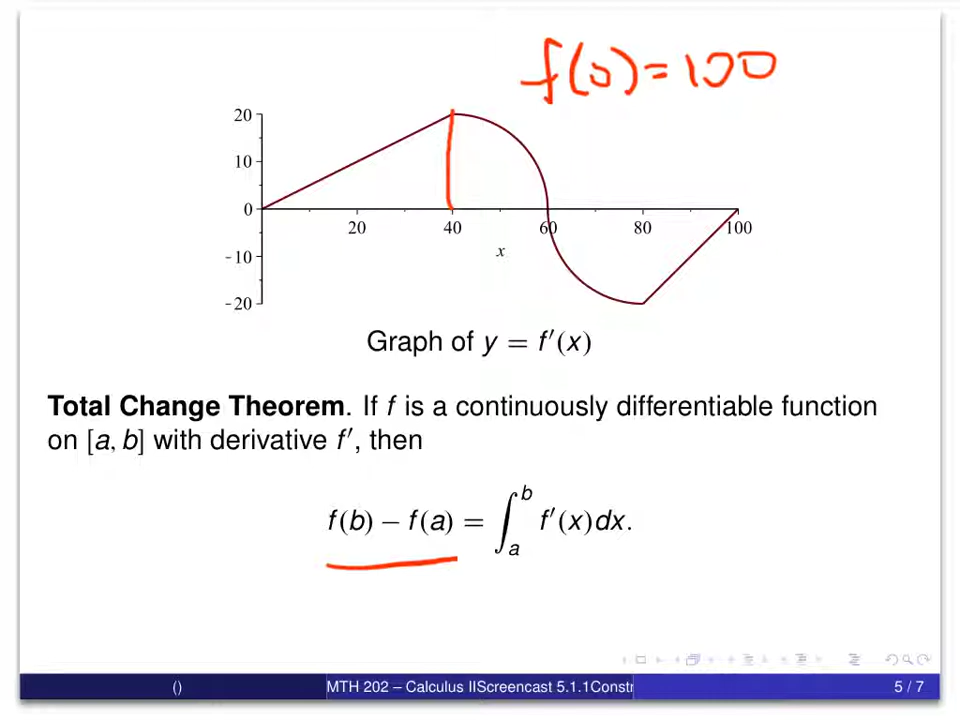 f(0)=100
20
10
0
-10
-20
20 40 60 80 100
x
Graph of y = f′(x)
Total Change Theorem. If f is a continuously differentiable function
on [a, b] with derivative f′, then
f(b) − f(a) = ∫_a^b f′(x)dx.
() MTH 202 – Calculus IIScreencast 5.1.1Constr 5 / 7